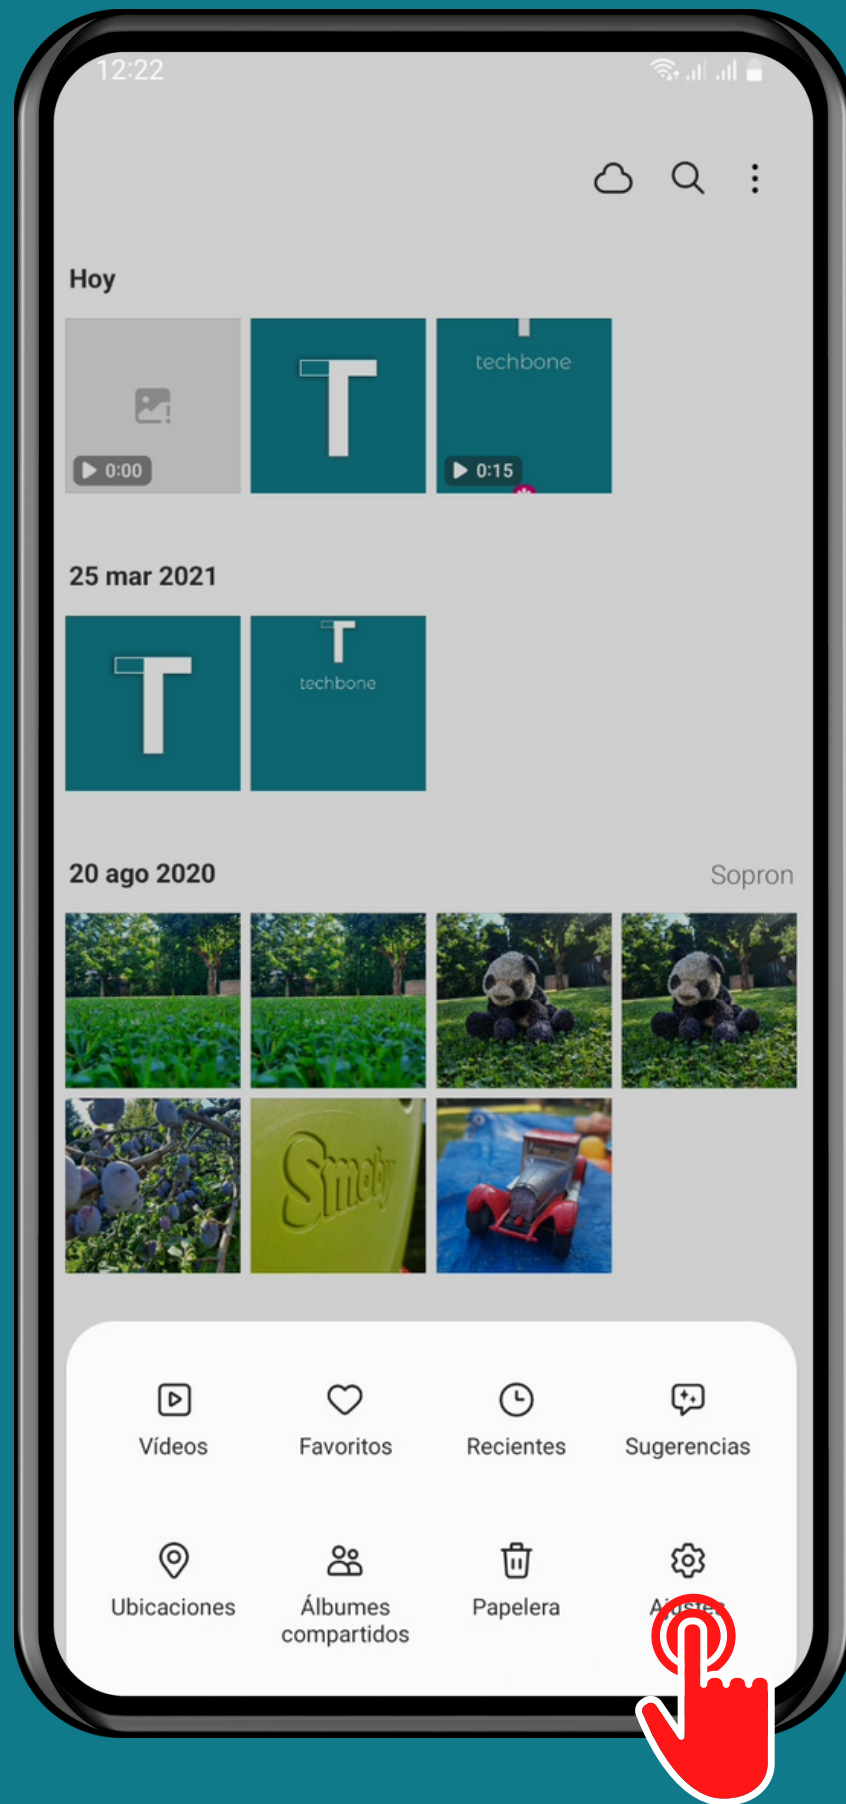 12:22
Hoy
0:00
T
techbone
0:15
25 mar 2021
T
T
techbone
20 ago 2020
Sopron
Smoby
Vídeos
Favoritos
Recientes
Sugerencias
Ubicaciones
Álbumes
compartidos
Papelera
Ajustes